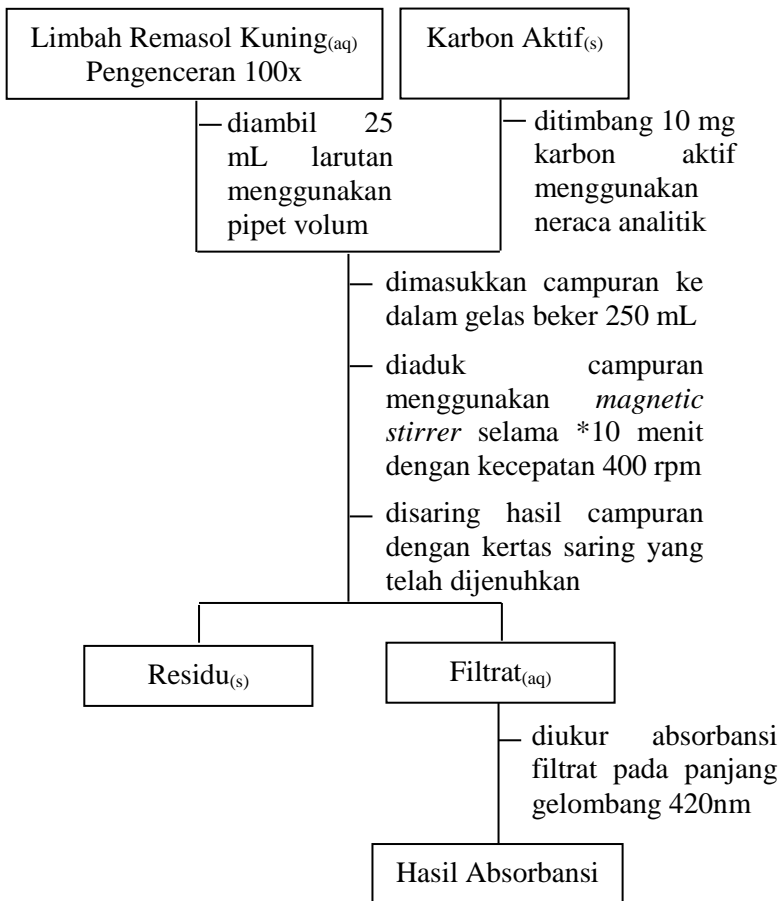 Limbah Remasol Kuning(aq)
Pengenceran 100x
Karbon Aktif(s)
diambil 25
mL larutan
menggunakan
pipet volum
ditimbang 10 mg
karbon aktif
menggunakan
neraca analitik
dimasukkan campuran ke
dalam gelas beker 250 mL
diaduk campuran
menggunakan magnetic
stirrer selama *10 menit
dengan kecepatan 400 rpm
disaring hasil campuran
dengan kertas saring yang
telah dijenuhkan
Residu(s)
Filtrat(aq)
diukur absorbansi
filtrat pada panjang
gelombang 420nm
Hasil Absorbansi